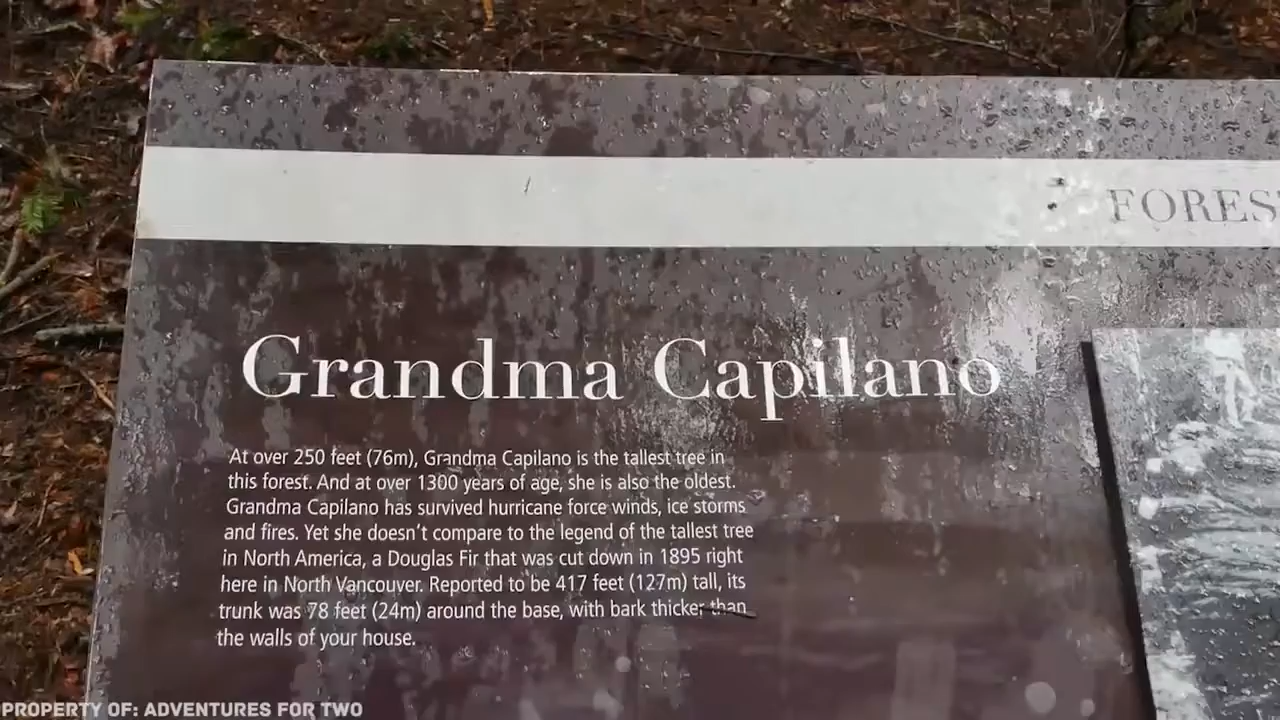 FORES
Grandma Capilano
At over 250 feet (76m), Grandma Capilano is the tallest tree in
this forest. And at over 1300 years of age, she is also the oldest.
Grandma Capilano has survived hurricane force winds, ice storms
and fires. Yet she doesn't compare to the legend of the tallest tree
in North America, a Douglas Fir that was cut down in 1895 right
here in North Vancouver. Reported to be 417 feet (127m) tall, its
trunk was 78 feet (24m) around the base, with bark thicker than
the walls of your house.
PROPERTY OF: ADVENTURES FOR TWO